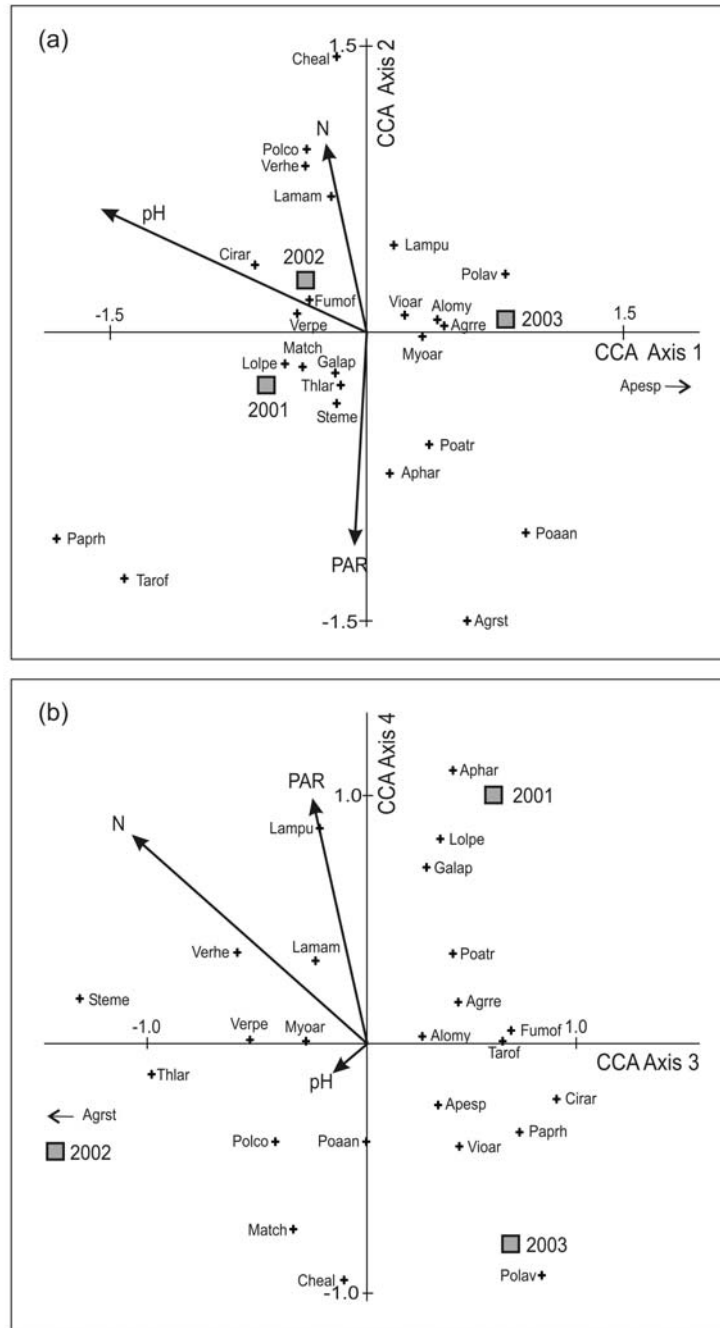 (a)
1.5
CCA Axis 2
Cheal
N
Polco
Verhe
Lamam
pH
Cirar
2002
Lampu
Polav
Fumof
Vioar
Alomy
2003
-1.5
Verpe
Agrre
1.5
Myoar
CCA Axis 1
Match
Lolpe
Galap
Apesp
2001
Thlar
Steme
Poatr
Aphar
Paprh
Poaan
PAR
Tarof
-1.5
Agrst
(b)
CCA Axis 4
Aphar
PAR
1.0
2001
N
Lampu
Lolpe
Galap
Verhe
Lamam
Poatr
Steme
Agrre
-1.0
Verpe
Myoar
Alomy
Fumof
1.0
Tarof
CCA Axis 3
Thlar
pH
Apesp
Cirar
Agrst
Paprh
2002
Polco
Poaan
Vioar
Match
2003
Cheal
Polav
-1.0